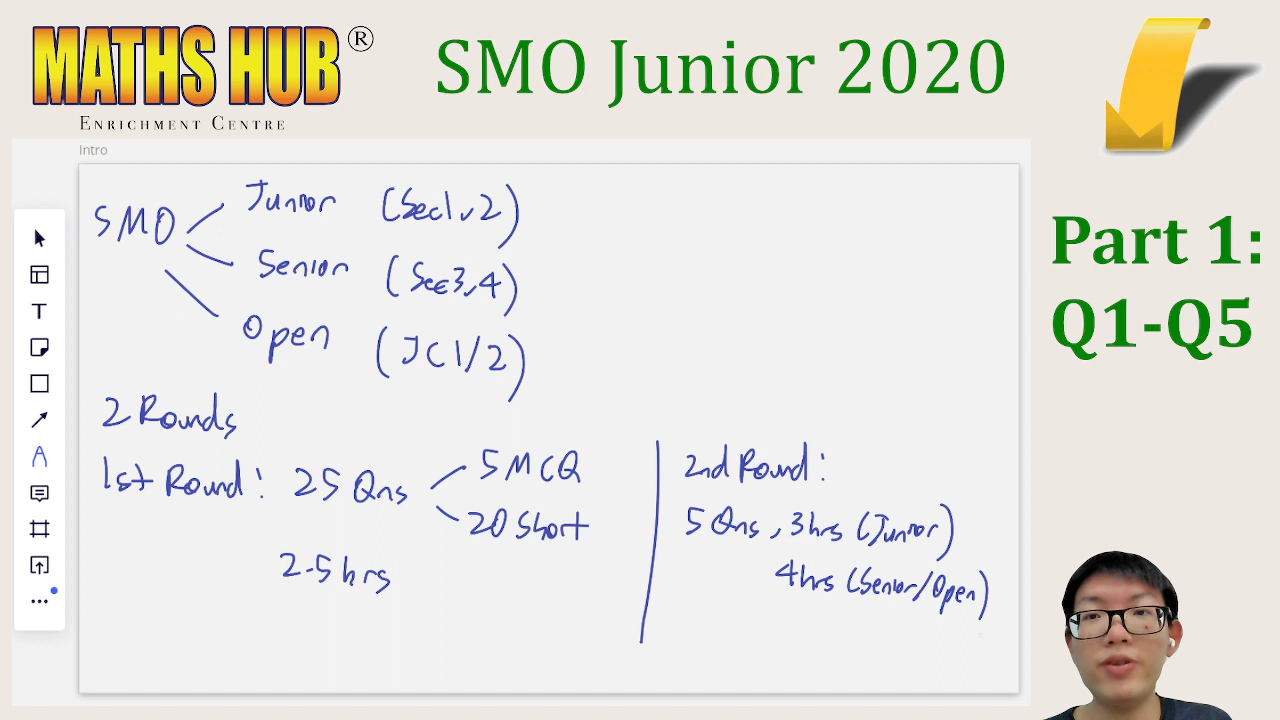 MATHS HUB®
ENRICHMENT CENTRE
SMO Junior 2020
Part 1:
Q1-Q5
Intro
SMO
Junior (Sec1,2)
Senior (Sec3,4)
Open (JC1/2)
2 Rounds
1st Round: 25 Qns
5 MCQ
20 Short
2.5hrs
2nd Round:
5 Qns, 3hrs (Junior)
4hrs (Senior/Open)